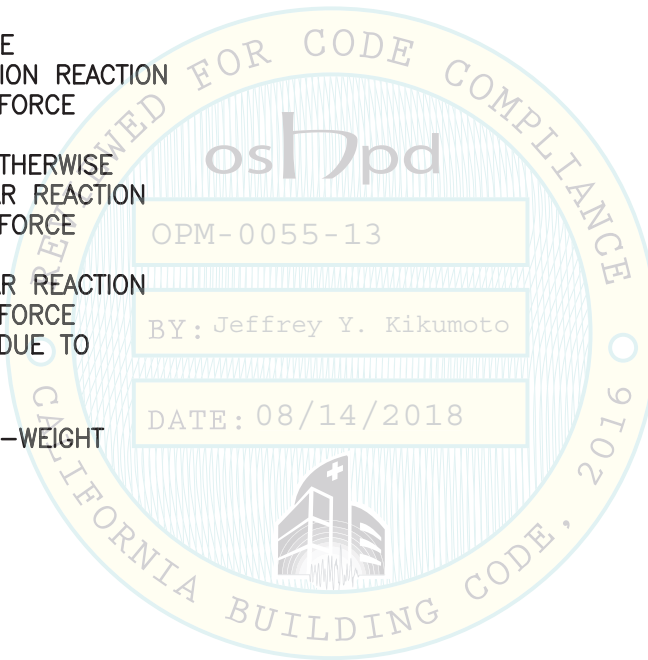 E
ION REACTION
FORCE
THERWISE
R REACTION
FORCE
R REACTION
FORCE
DUE TO
-WEIGHT
REVIEWED FOR CODE COMPLIANCE
oshpd
OPM-0055-13
BY: Jeffrey Y. Kikumoto
DATE: 08/14/2018
CALIFORNIA BUILDING CODE, 2016